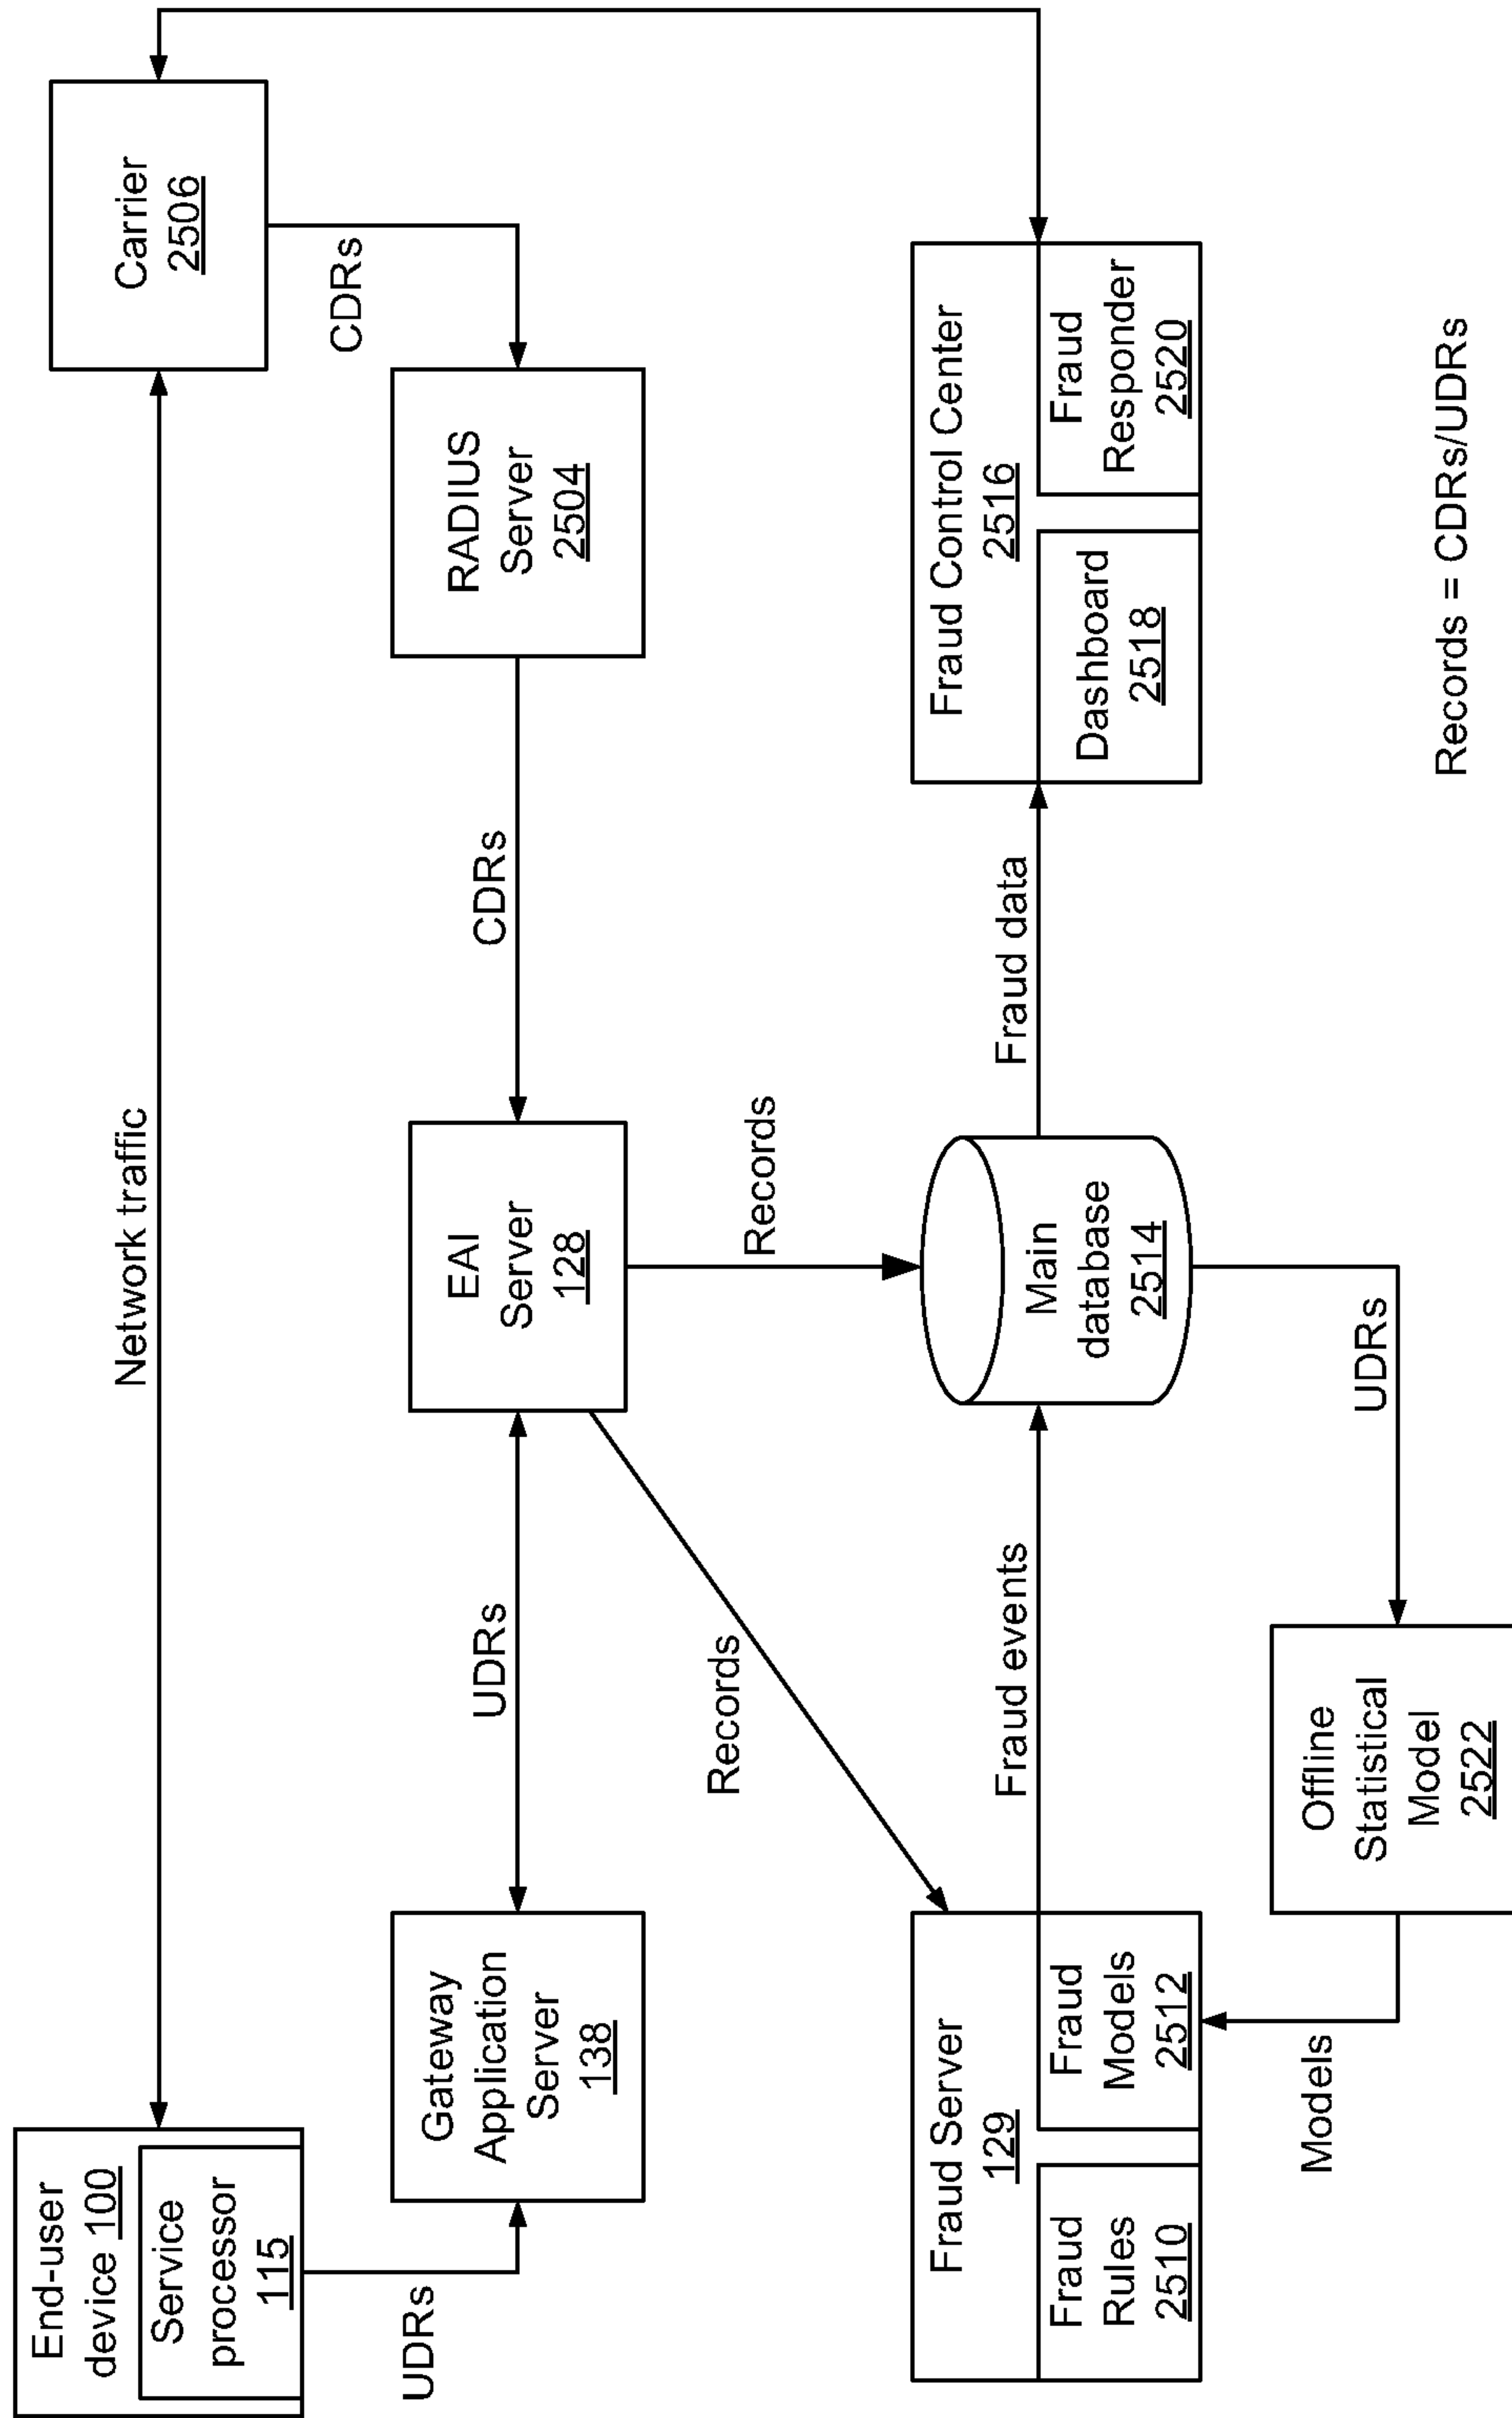 End-user
device 100
Service
processor
115
Network traffic
Carrier
2506
UDRs
Gateway
Application
Server
138
UDRs
EAI
Server
128
CDRs
RADIUS
Server
2504
CDRs
Records
Records
Fraud Server
129
Fraud
Rules
2510
Fraud
Models
2512
Fraud events
Main
database
2514
Fraud data
Fraud Control Center
2516
Dashboard
2518
Fraud
Responder
2520
Models
Offline
Statistical
Model
2522
UDRs
Records = CDRs/UDRs